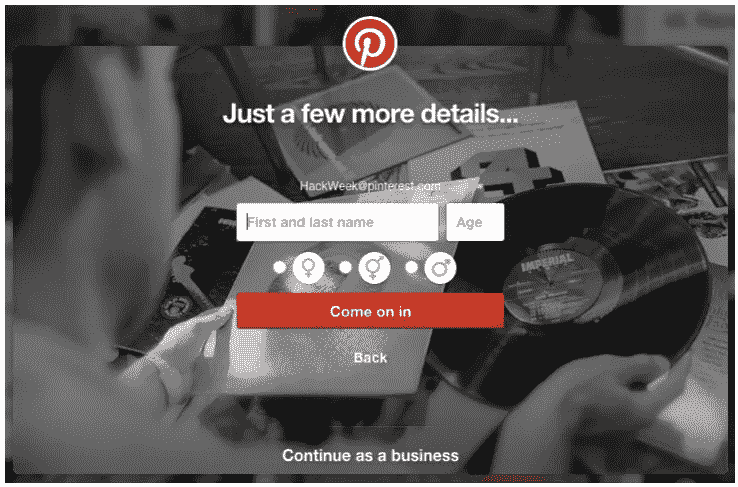 Just a few more details...
HackWeek@pinterest.com
First and last name
Age
IMPERIAL
Come on in
Back
Continue as a business